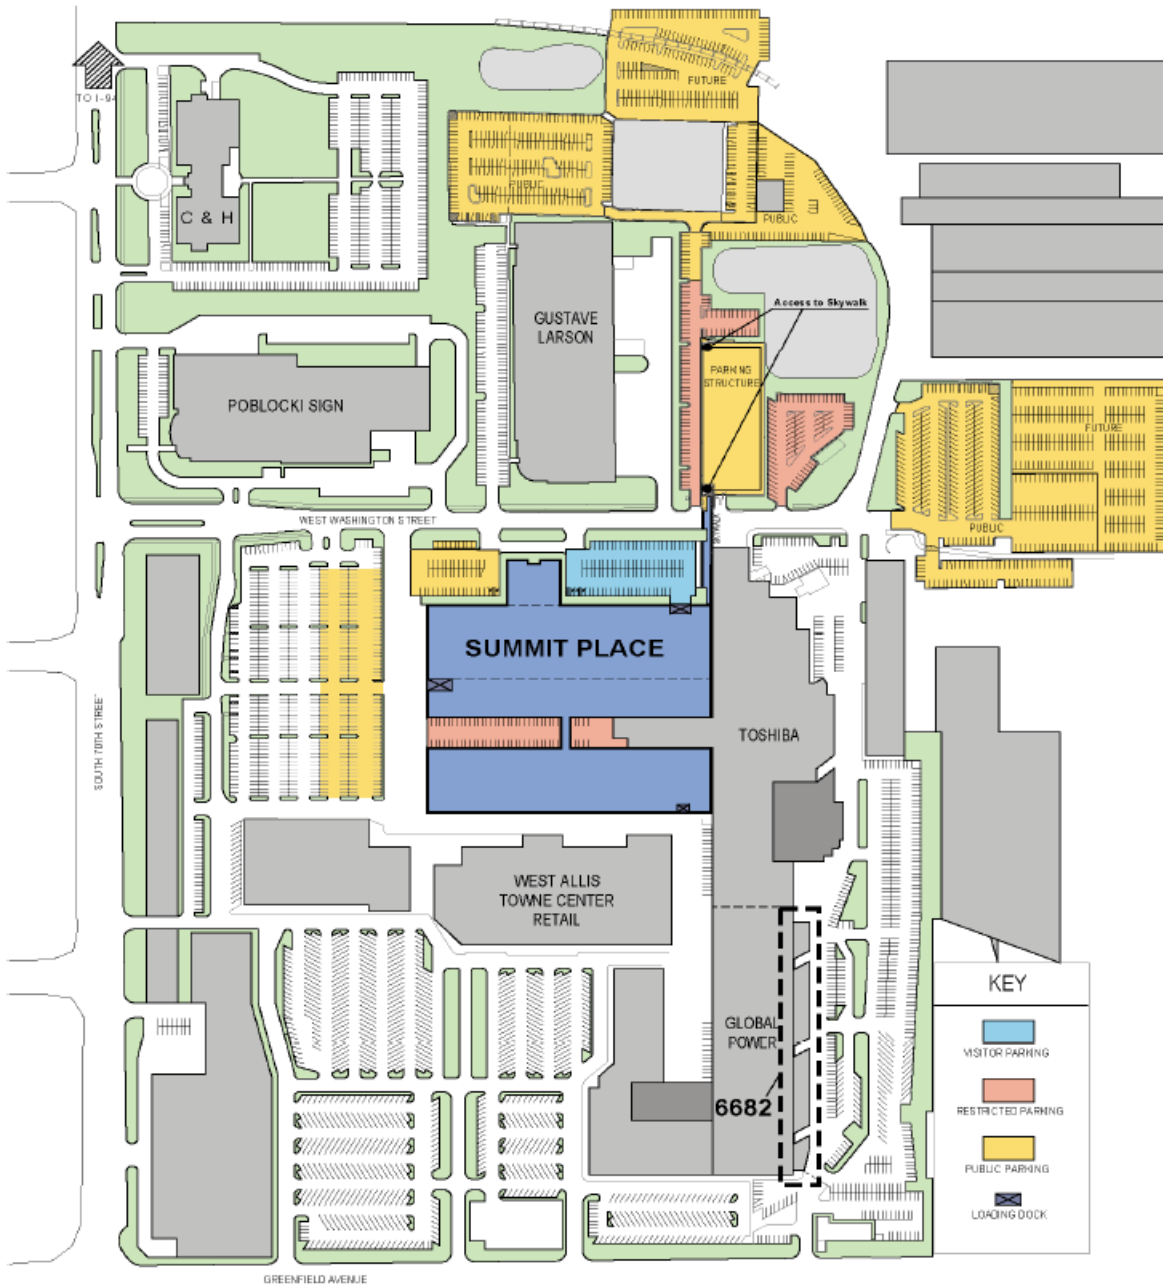 TO I-94
FUTURE
PUBLIC
PUBLIC
C & H
Access to Skywalk
GUSTAVE
LARSON
PARKING
STRUCTURE
POBLOCKI SIGN
FUTURE
PUBLIC
WEST WASHINGTON STREET
SKYWALK
SUMMIT PLACE
SOUTH 70TH STREET
TOSHIBA
WEST ALLIS
TOWNE CENTER
RETAIL
GLOBAL
POWER
6682
KEY
VISITOR PARKING
RESTRICTED PARKING
PUBLIC PARKING
LOADING DOCK
GREENFIELD AVENUE